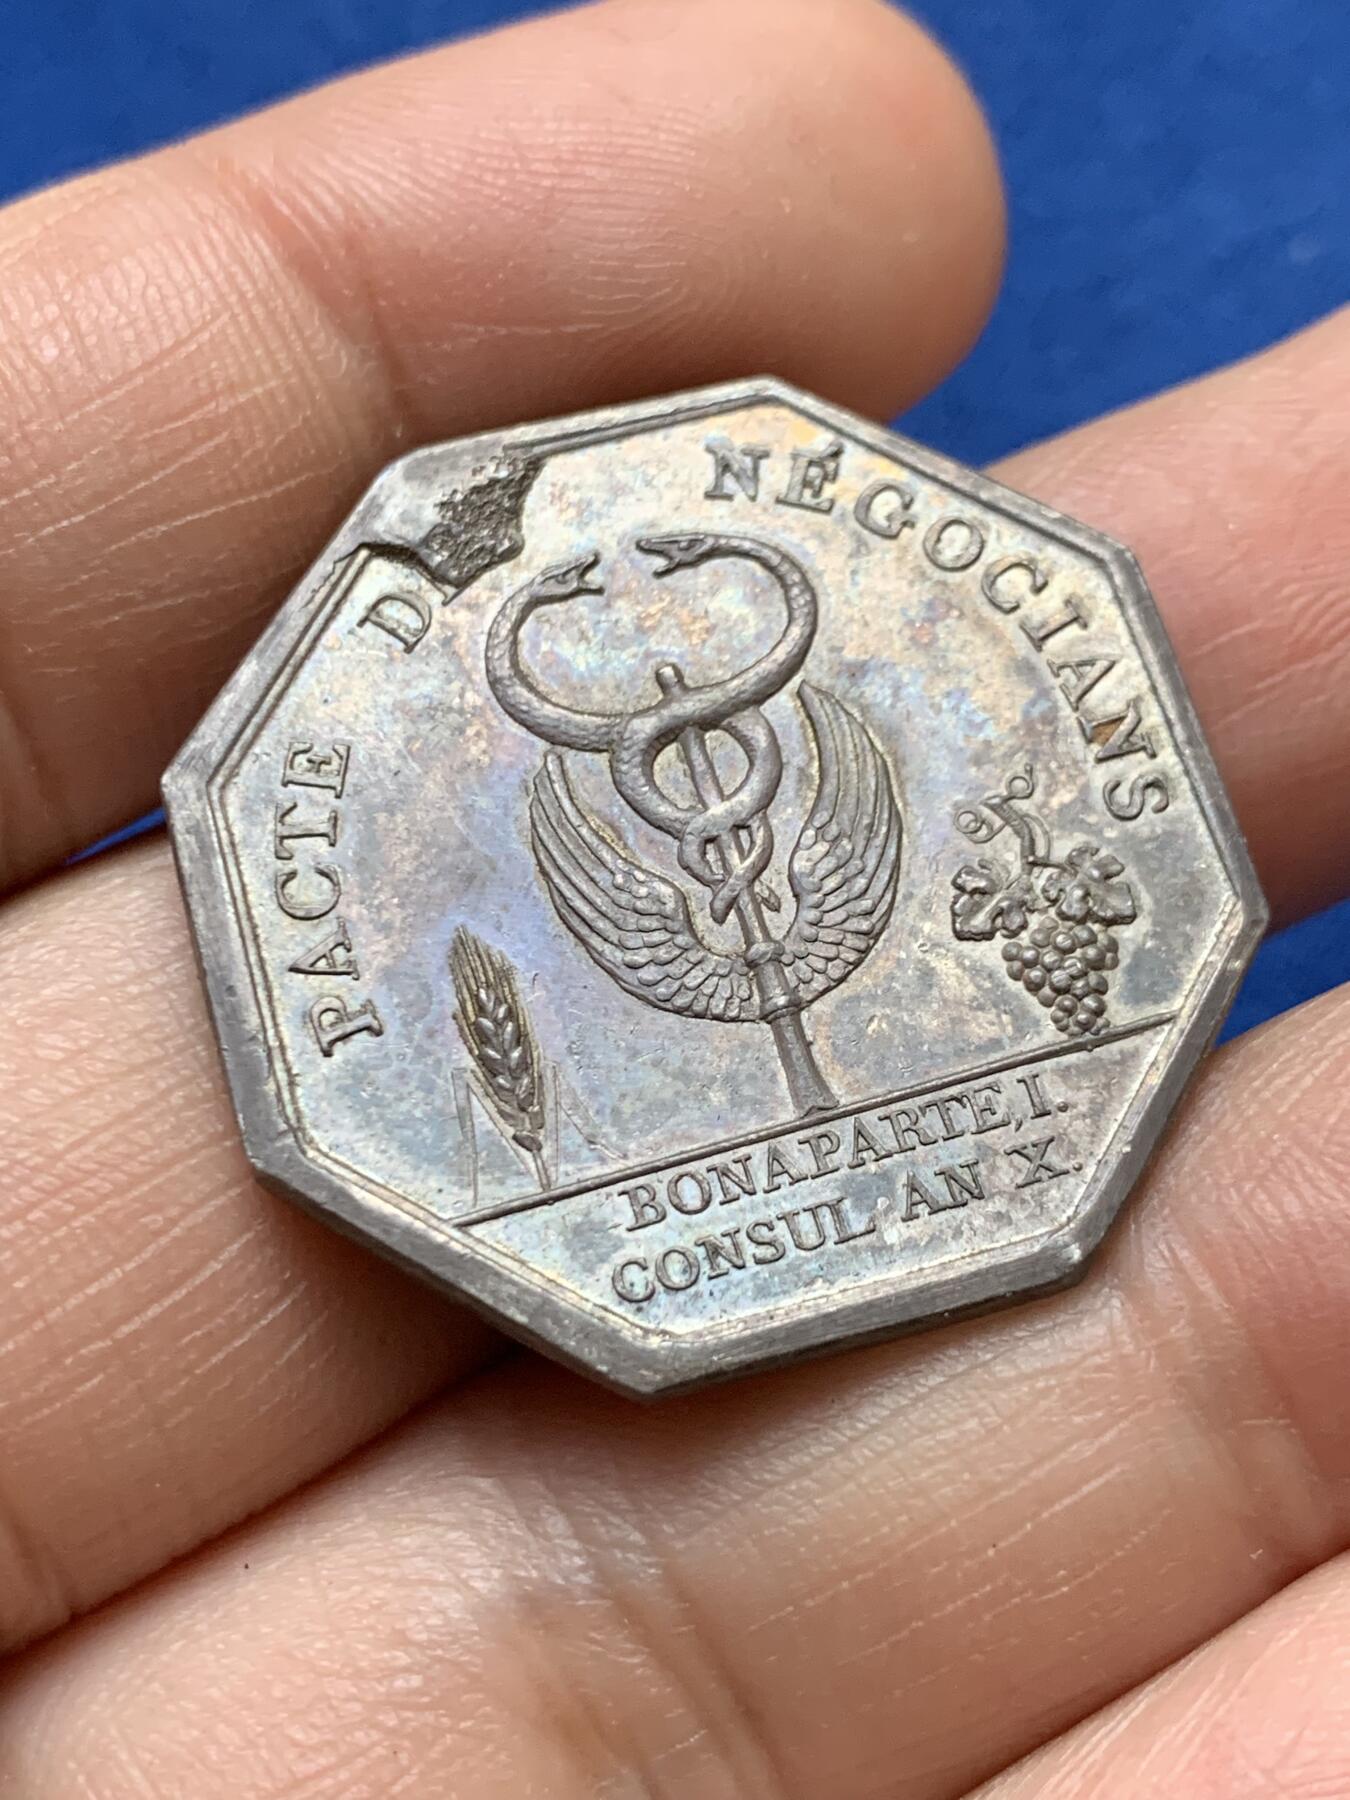 PACTE D NÉGOCIANS
BONAPARTE, I.
CONSUL AN X.